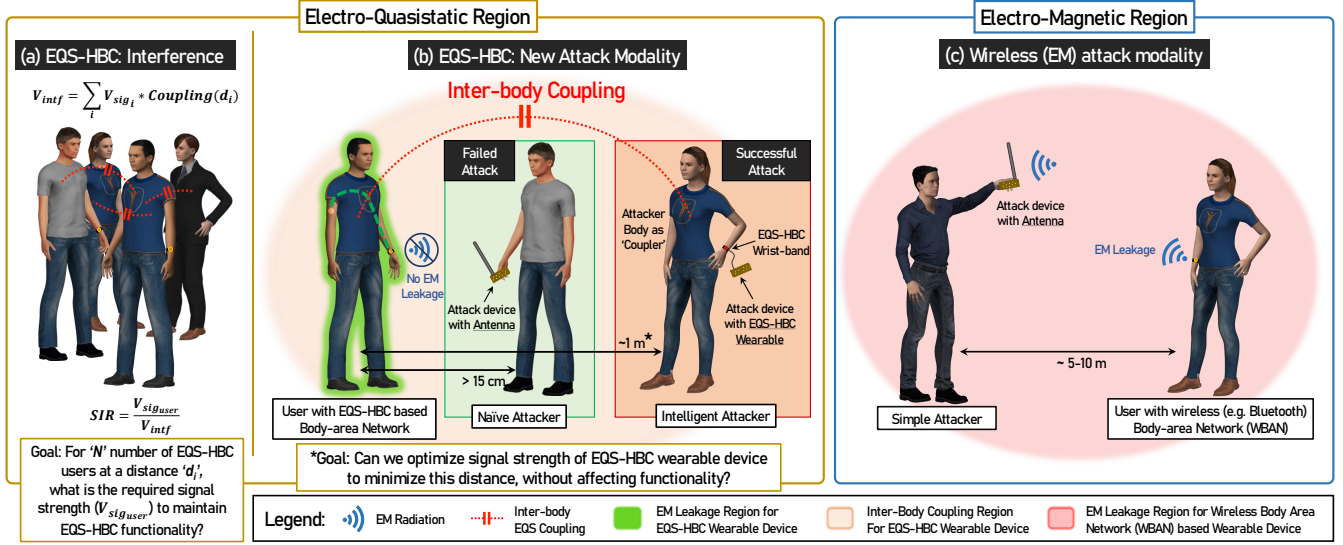 Electro-Quasistatic Region
Electro-Magnetic Region
(a) EQS-HBC: Interference
V_intf = ∑_i V_sig_i * Coupling(d_i)
SIR = V_sig_user / V_intf
Goal: For 'N' number of EQS-HBC
users at a distance 'd_i',
what is the required signal
strength (V_sig_user) to maintain
EQS-HBC functionality?
(b) EQS-HBC: New Attack Modality
Inter-body Coupling
Failed
Attack
Successful
Attack
Attacker
Body as
'Coupler'
EQS-HBC
Wrist-band
No EM
Leakage
Attack device
with Antenna
Attack
device with
EQS-HBC
Wearable
~1 m*
> 15 cm
User with EQS-HBC based
Body-area Network
Naïve Attacker
Intelligent Attacker
*Goal: Can we optimize signal strength of EQS-HBC wearable device
to minimize this distance, without affecting functionality?
(c) Wireless (EM) attack modality
Attack device
with Antenna
EM Leakage
~ 5-10 m
Simple Attacker
User with wireless (e.g. Bluetooth)
Body-area Network (WBAN)
Legend:
EM Radiation
Inter-body
EQS Coupling
EM Leakage Region for
EQS-HBC Wearable Device
Inter-Body Coupling Region
For EQS-HBC Wearable Device
EM Leakage Region for Wireless Body Area
Network (WBAN) based Wearable Device